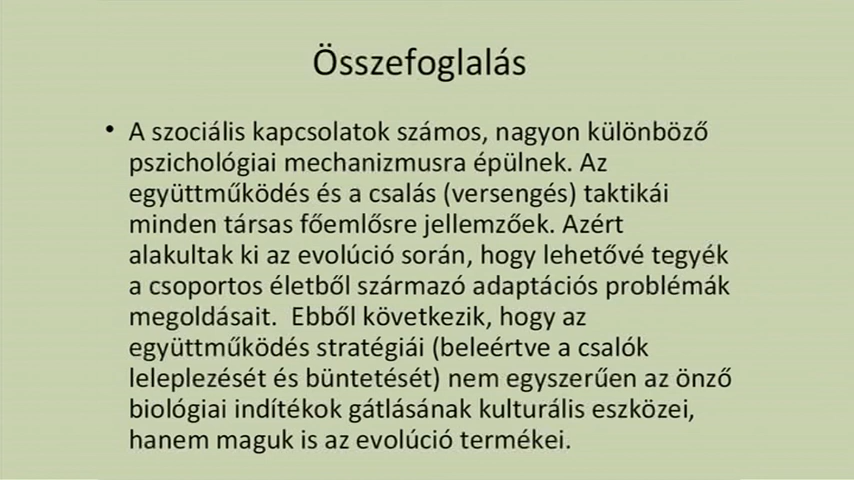 Összefoglalás
• A szociális kapcsolatok számos, nagyon különböző
pszichológiai mechanizmusra épülnek. Az
együttműködés és a csalás (versengés) taktikái
minden társas főemlősre jellemzőek. Azért
alakultak ki az evolúció során, hogy lehetővé tegyék
a csoportos életből származó adaptációs problémák
megoldásait.  Ebből következik, hogy az
együttműködés stratégiái (beleértve a csalók
leleplezését és büntetését) nem egyszerűen az önző
biológiai indítékok gátlásának kulturális eszközei,
hanem maguk is az evolúció termékei.